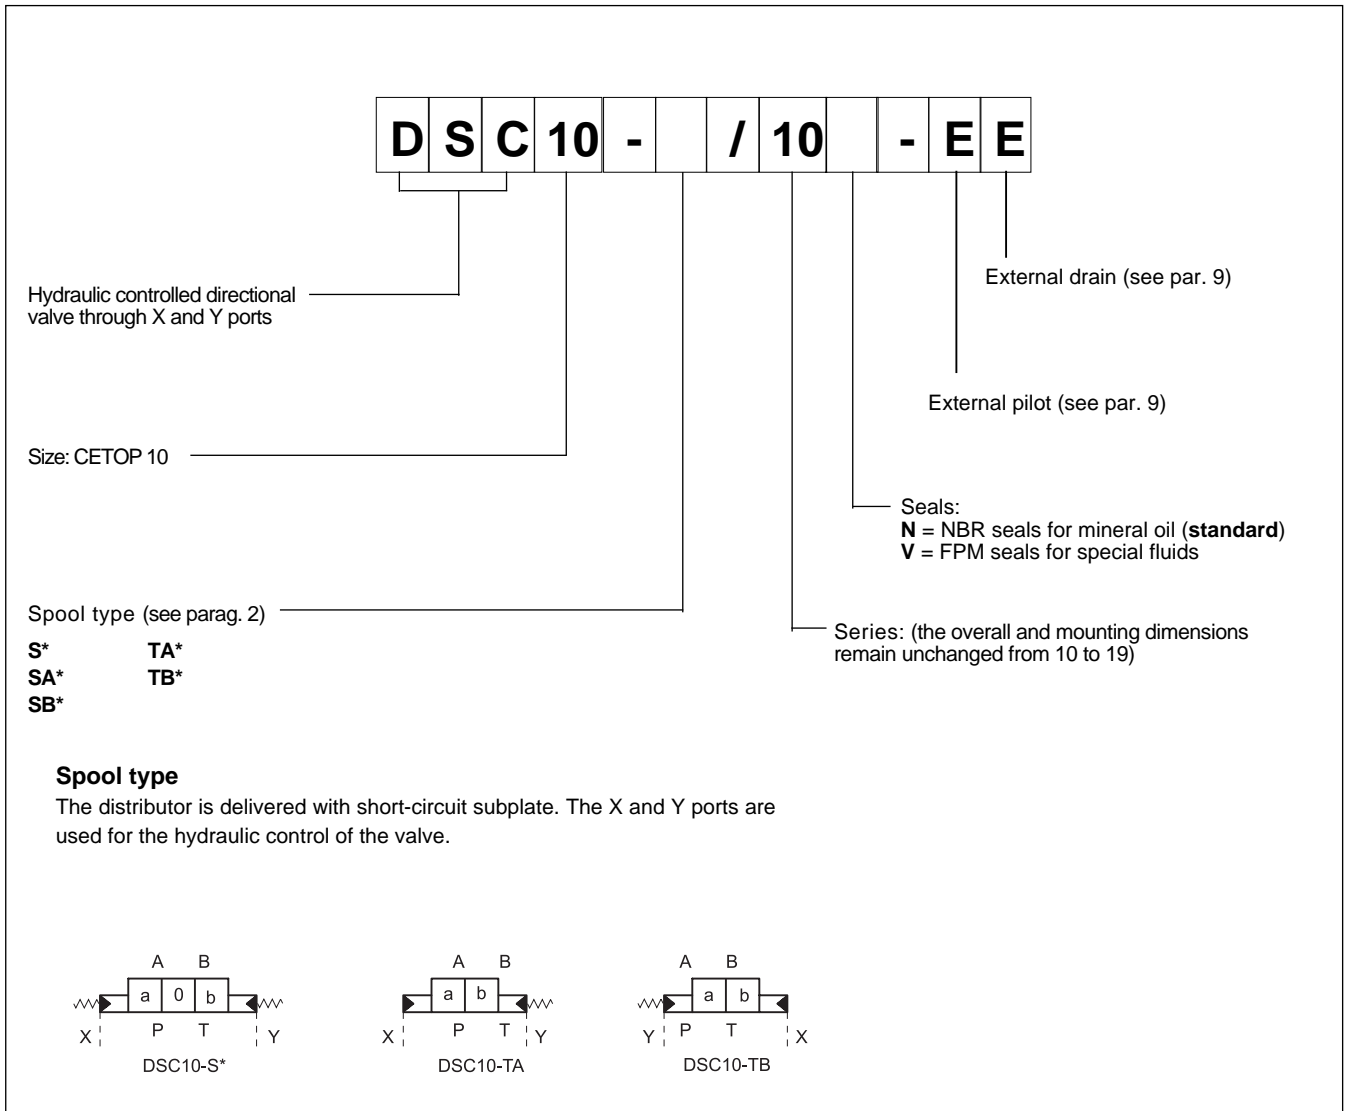 D S C 10 - / 10 - E E
External drain (see par. 9)
Hydraulic controlled directional
valve through X and Y ports
External pilot (see par. 9)
Size: CETOP 10
Seals:
N = NBR seals for mineral oil (standard)
V = FPM seals for special fluids
Spool type (see parag. 2)
S* TA*
SA* TB*
SB*
Series: (the overall and mounting dimensions
remain unchanged from 10 to 19)
Spool type
The distributor is delivered with short-circuit subplate. The X and Y ports are
used for the hydraulic control of the valve.
A B
a 0 b
X P T Y
DSC10-S*
A B
a b
X P T Y
DSC10-TA
A B
a b
Y P T X
DSC10-TB